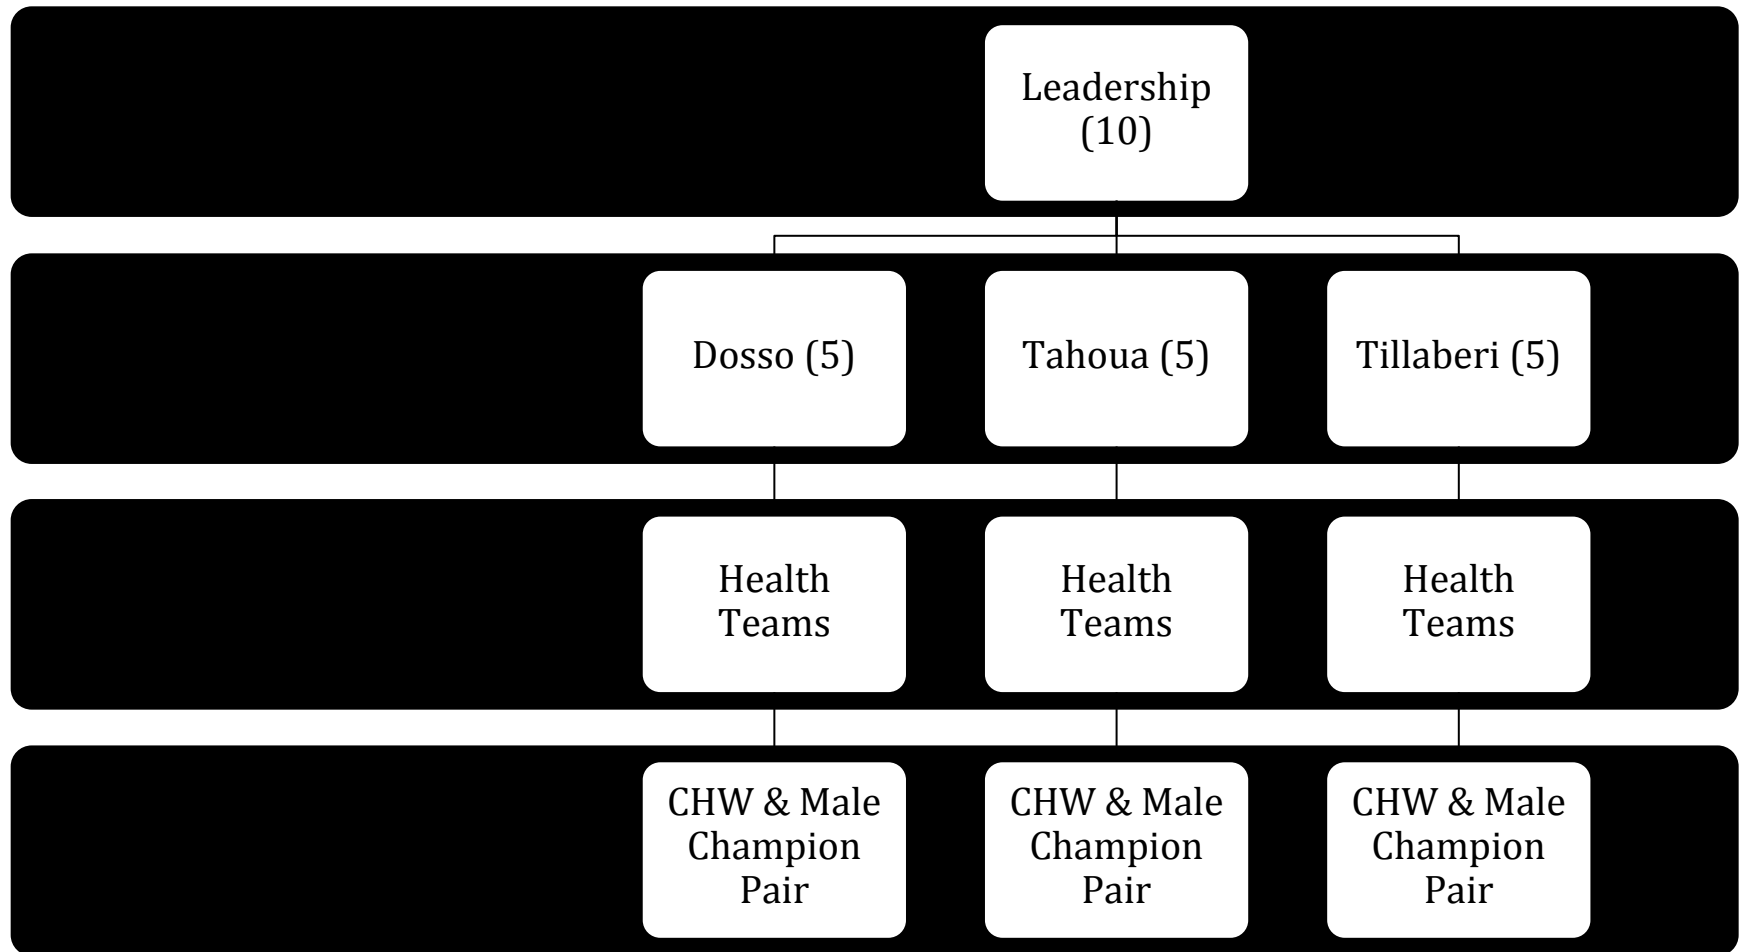 Leadership
(10)
Dosso (5)
Tahoua (5)
Tillaberi (5)
Health
Teams
Health
Teams
Health
Teams
CHW & Male
Champion
Pair
CHW & Male
Champion
Pair
CHW & Male
Champion
Pair